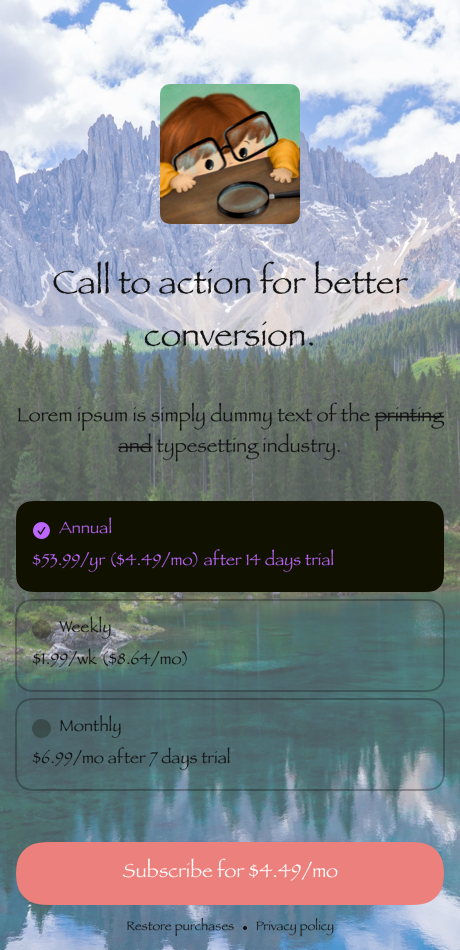 Call to action for better
conversion.
Lorem ipsum is simply dummy text of the printing
and typesetting industry.
Annual
$53.99/yr ($4.49/mo) after 14 days trial
Weekly
$1.99/wk ($8.64/mo)
Monthly
$6.99/mo after 7 days trial
Subscribe for $4.49/mo
Restore purchases • Privacy policy